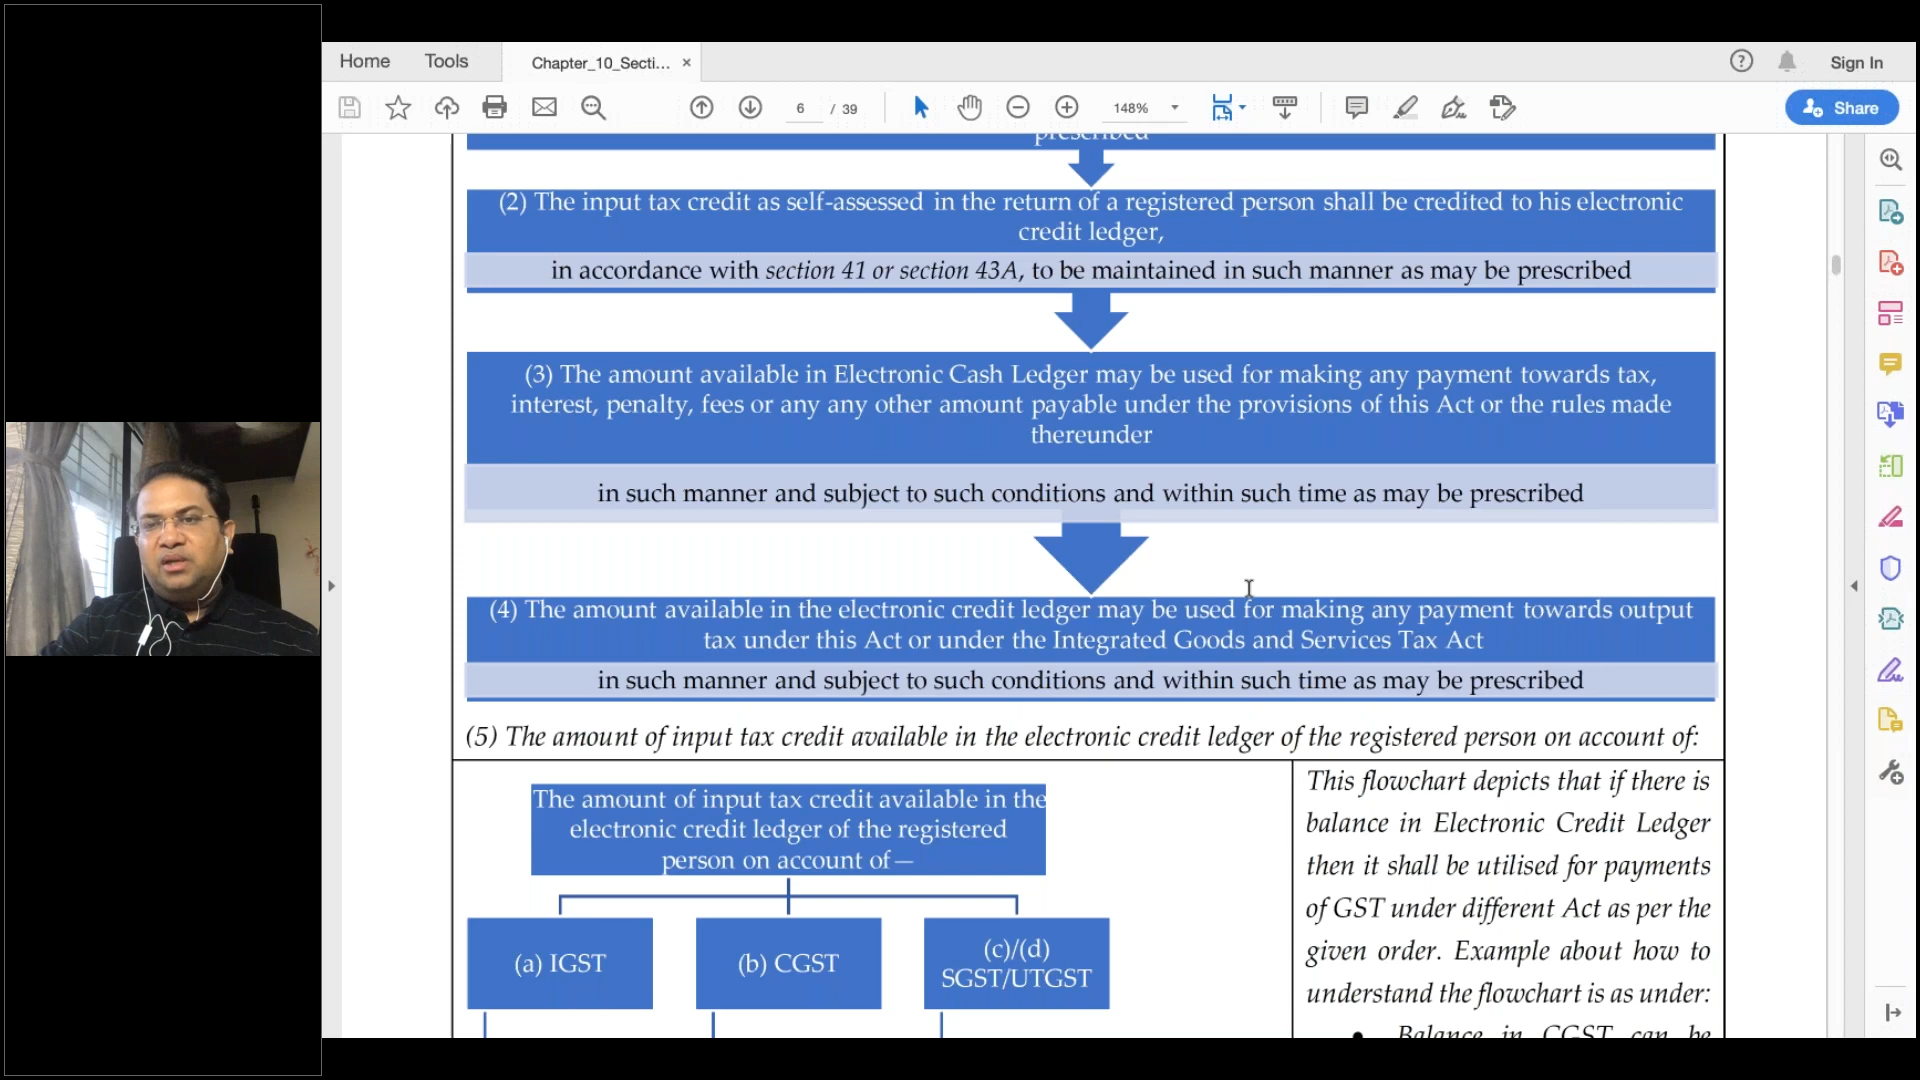 Home Tools Chapter_10_Secti... ×
Sign In
6 / 39 148% Share
prescribed
(2) The input tax credit as self-assessed in the return of a registered person shall be credited to his electronic
credit ledger,
in accordance with section 41 or section 43A, to be maintained in such manner as may be prescribed
(3) The amount available in Electronic Cash Ledger may be used for making any payment towards tax,
interest, penalty, fees or any any other amount payable under the provisions of this Act or the rules made
thereunder
in such manner and subject to such conditions and within such time as may be prescribed
(4) The amount available in the electronic credit ledger may be used for making any payment towards output
tax under this Act or under the Integrated Goods and Services Tax Act
in such manner and subject to such conditions and within such time as may be prescribed
(5) The amount of input tax credit available in the electronic credit ledger of the registered person on account of:
The amount of input tax credit available in the
electronic credit ledger of the registered
person on account of—
(a) IGST
(b) CGST
(c)/(d)
SGST/UTGST
This flowchart depicts that if there is
balance in Electronic Credit Ledger
then it shall be utilised for payments
of GST under different Act as per the
given order. Example about how to
understand the flowchart is as under:
• Balance in CGST can be